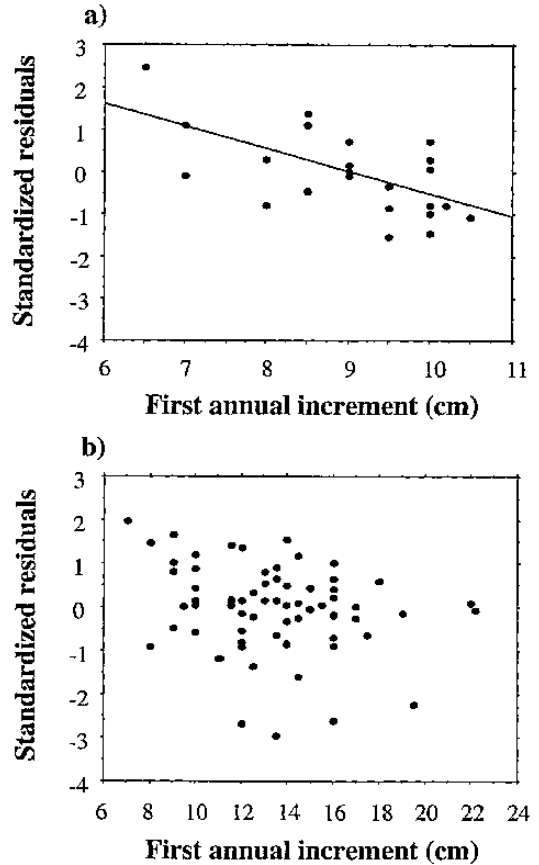 a)
Standardized residuals
3
2
1
0
-1
-2
-3
-4
6 7 8 9 10 11
First annual increment (cm)
b)
Standardized residuals
3
2
1
0
-1
-2
-3
-4
6 8 10 12 14 16 18 20 22 24
First annual increment (cm)